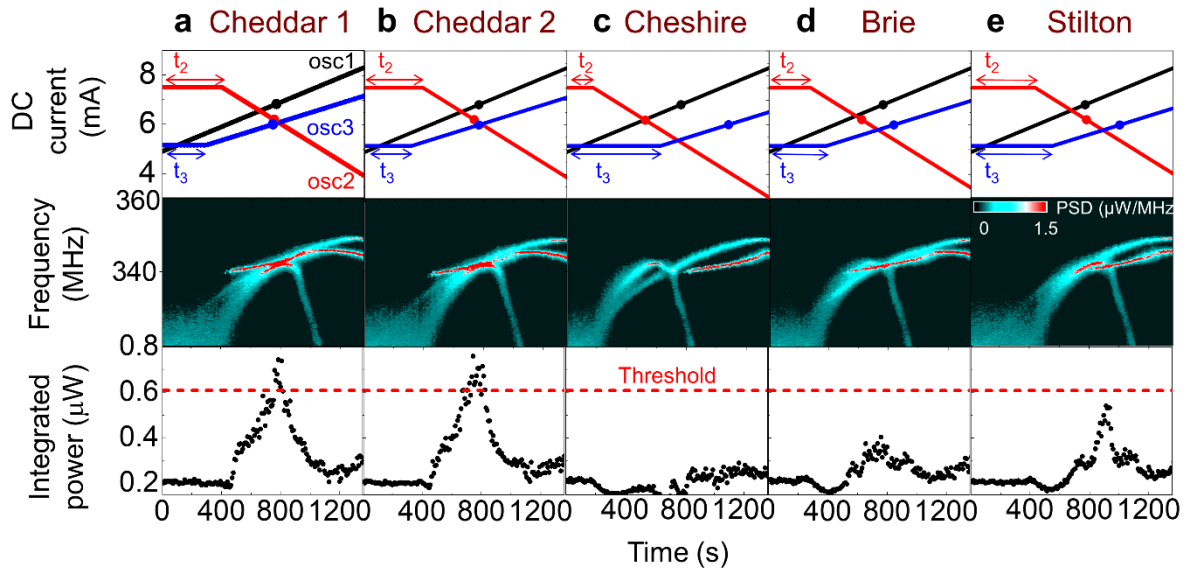 a Cheddar 1 b Cheddar 2 c Cheshire d Brie e Stilton
DC current (mA)
8
6
4
t2 osc1 osc3 osc2 t3
t2 t3
t2 t3
t2 t3
t2 t3
Frequency (MHz)
360
340
PSD (μW/MHz
0 1.5
Integrated power (μW)
0.8
0.6
0.4
0.2
Threshold
0 400 800 1200 400 800 1200 400 800 1200 400 800 1200 400 800 1200
Time (s)